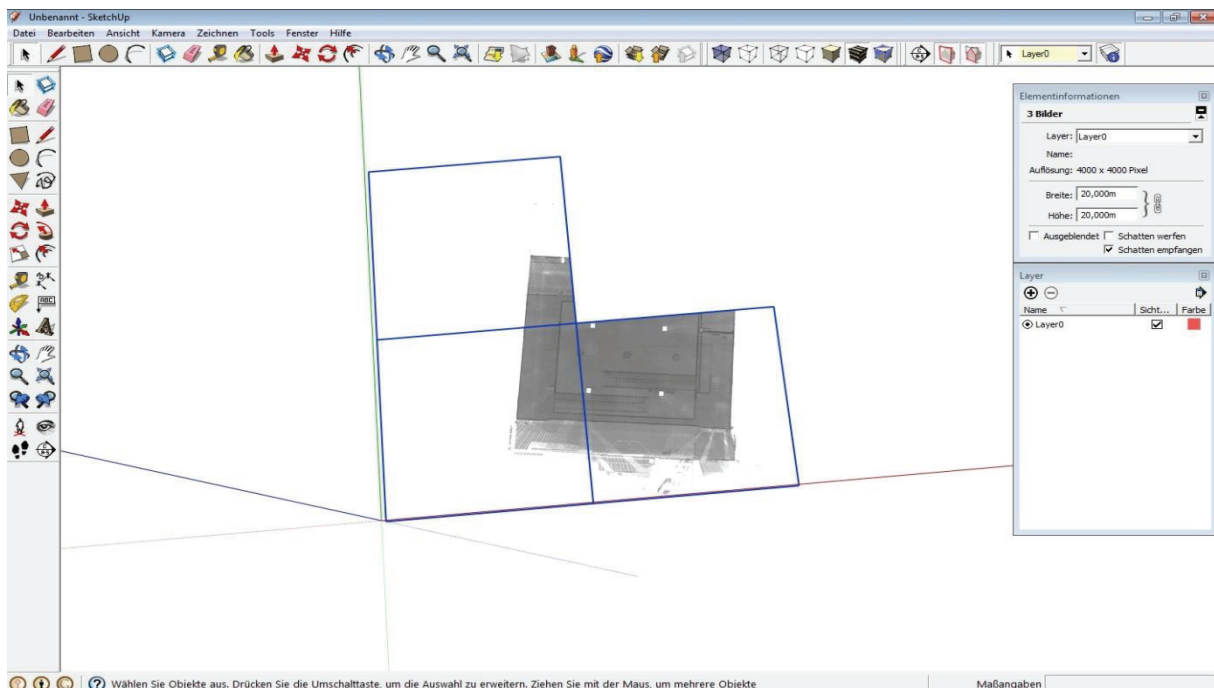 Unbenannt - SketchUp
Datei Bearbeiten Ansicht Kamera Zeichnen Tools Fenster Hilfe
Layer0
Elementinformationen
3 Bilder
Layer: Layer0
Name:
Auflösung: 4000 x 4000 Pixel
Breite: 20,000m
Höhe: 20,000m
Ausgeblendet Schatten werfen
Schatten empfangen
Layer
Name Sicht... Farbe
Layer0
ABC
Wählen Sie Objekte aus. Drücken Sie die Umschalttaste, um die Auswahl zu erweitern. Ziehen Sie mit der Maus, um mehrere Objekte
Maßangaben